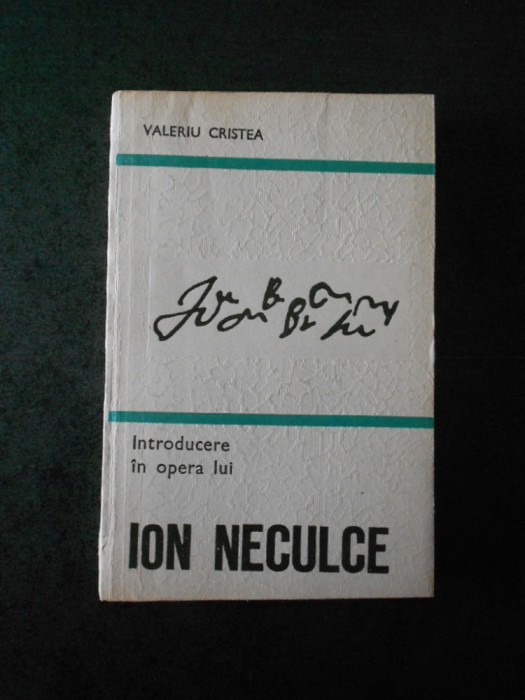 VALERIU CRISTEA
Introducere
în opera lui
ION NECULCE